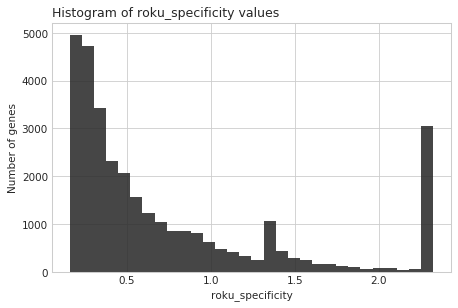 Histogram of roku_specificity values
5000
4000
3000
2000
1000
0
Number of genes
0.5 1.0 1.5 2.0
roku_specificity